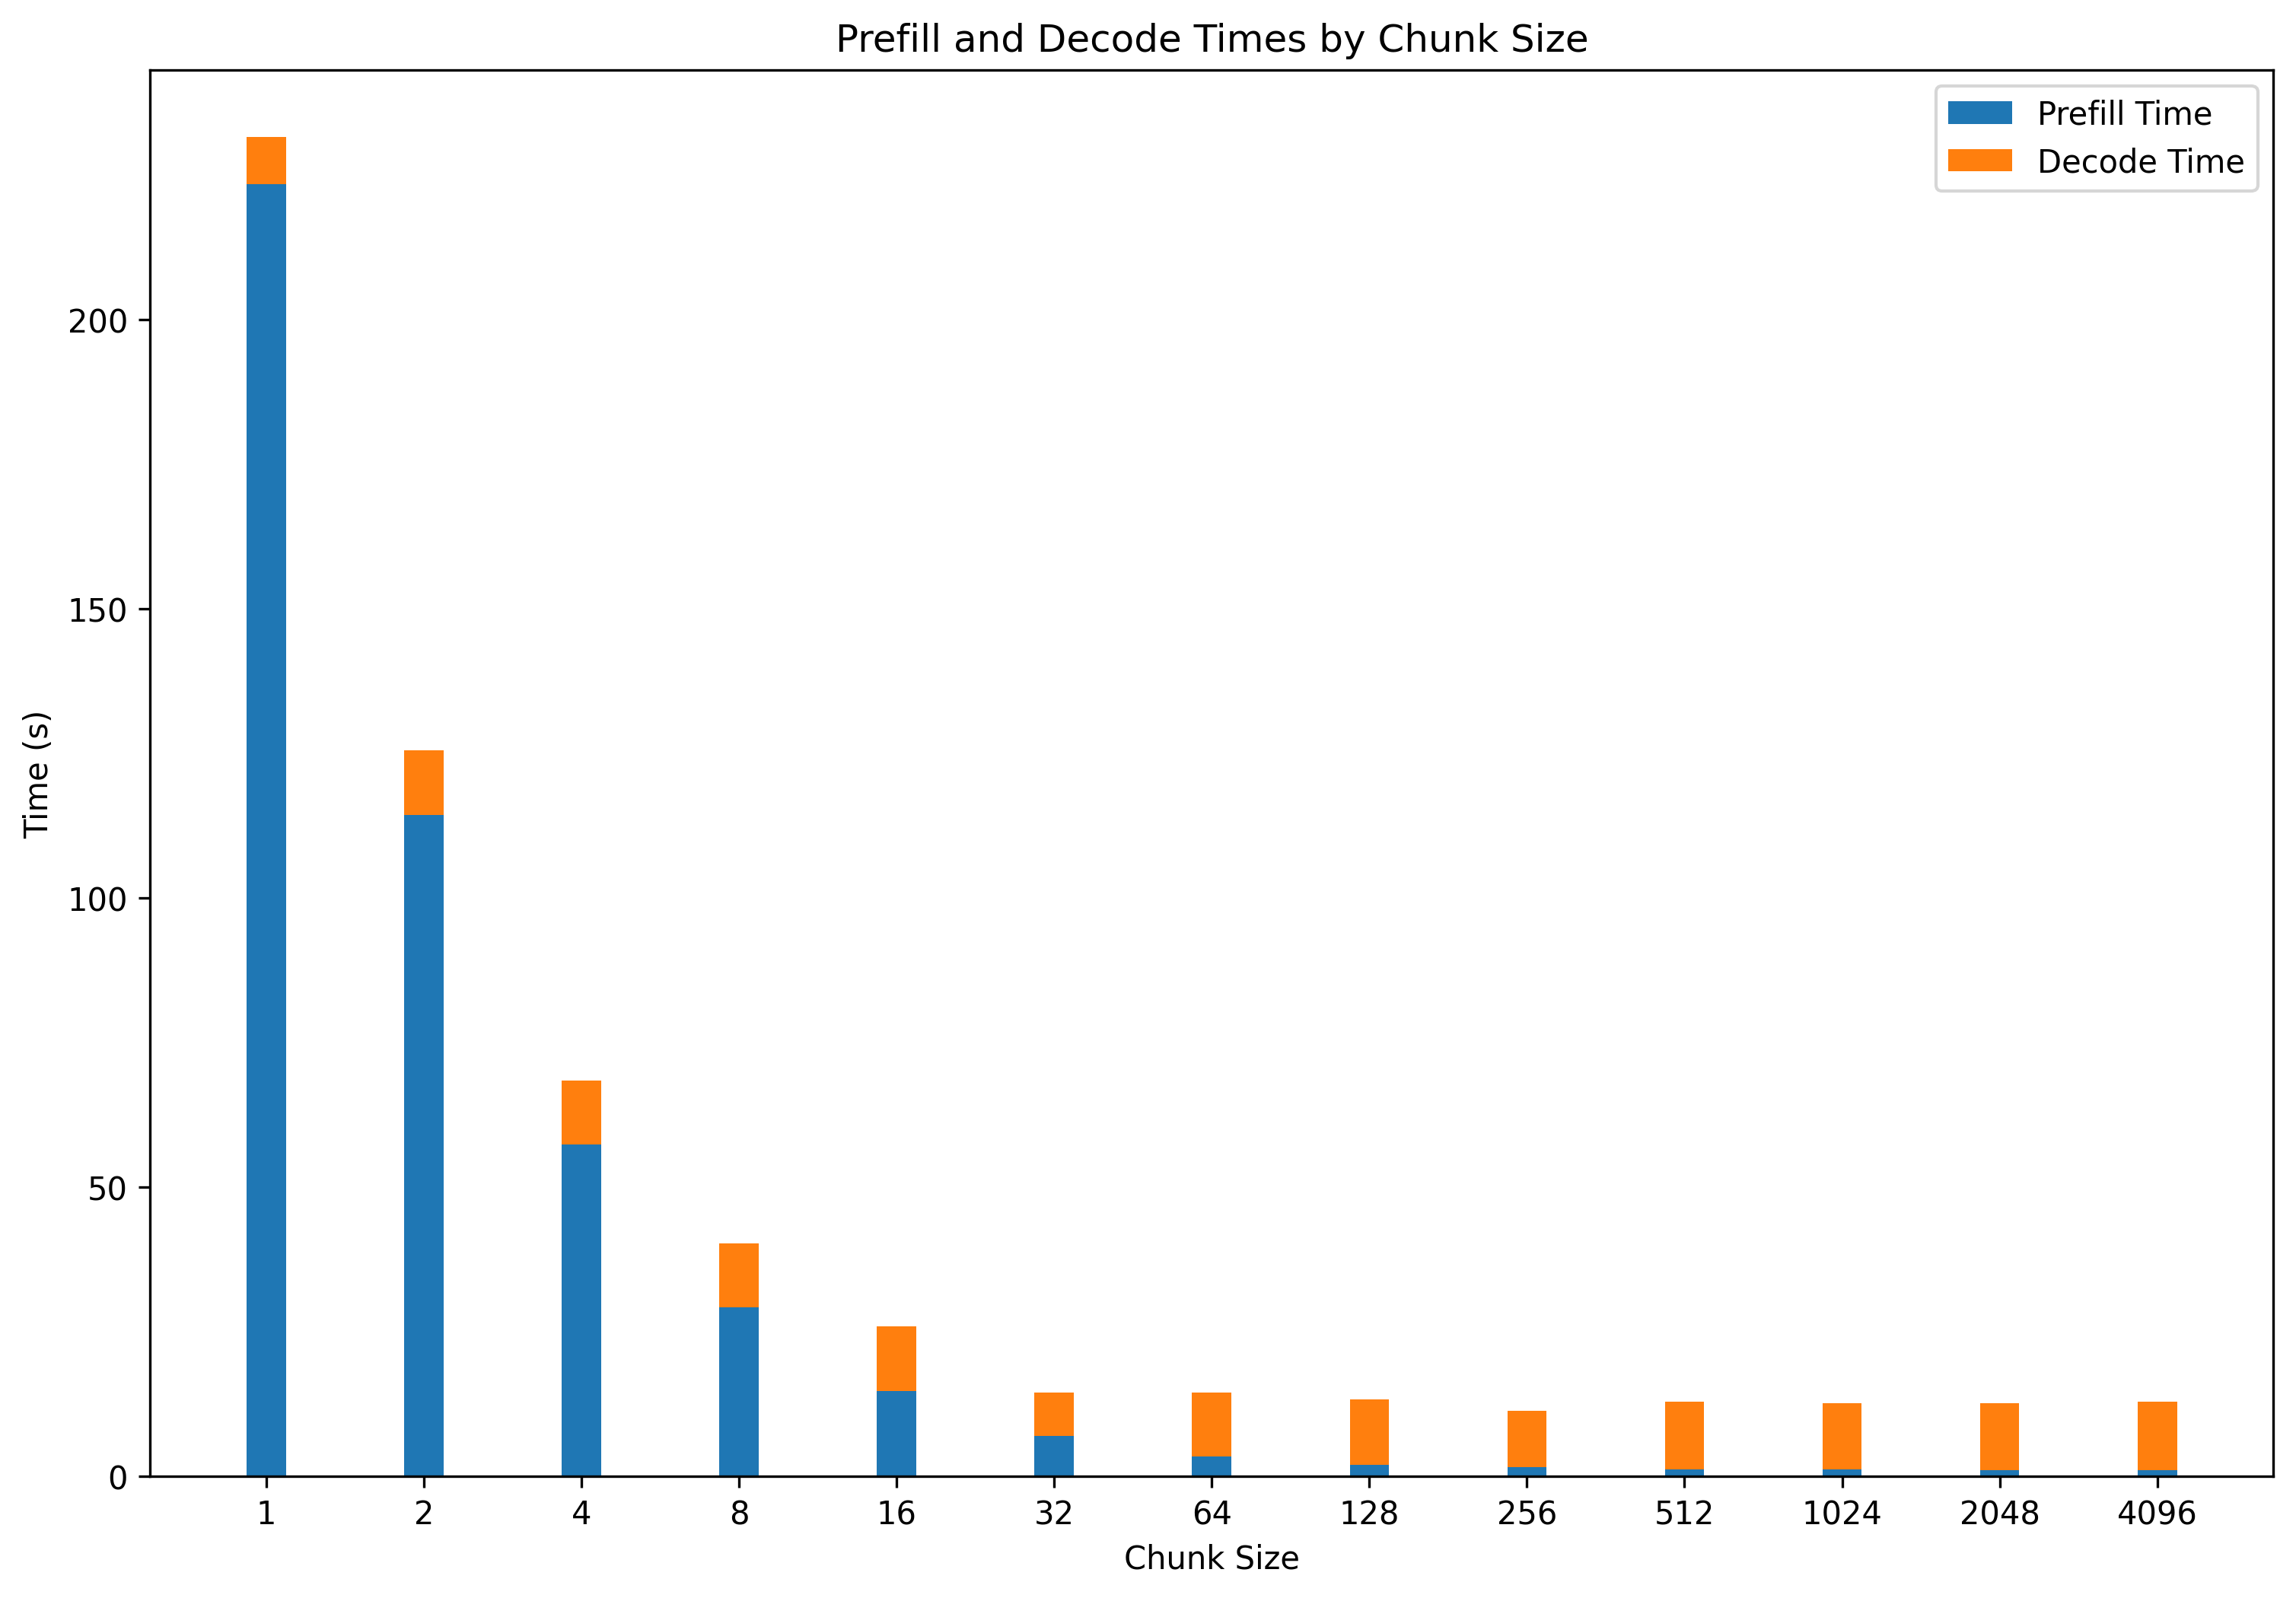 Prefill and Decode Times by Chunk Size
Prefill Time
Decode Time
Time (s)
200
150
100
50
0
1 2 4 8 16 32 64 128 256 512 1024 2048 4096
Chunk Size